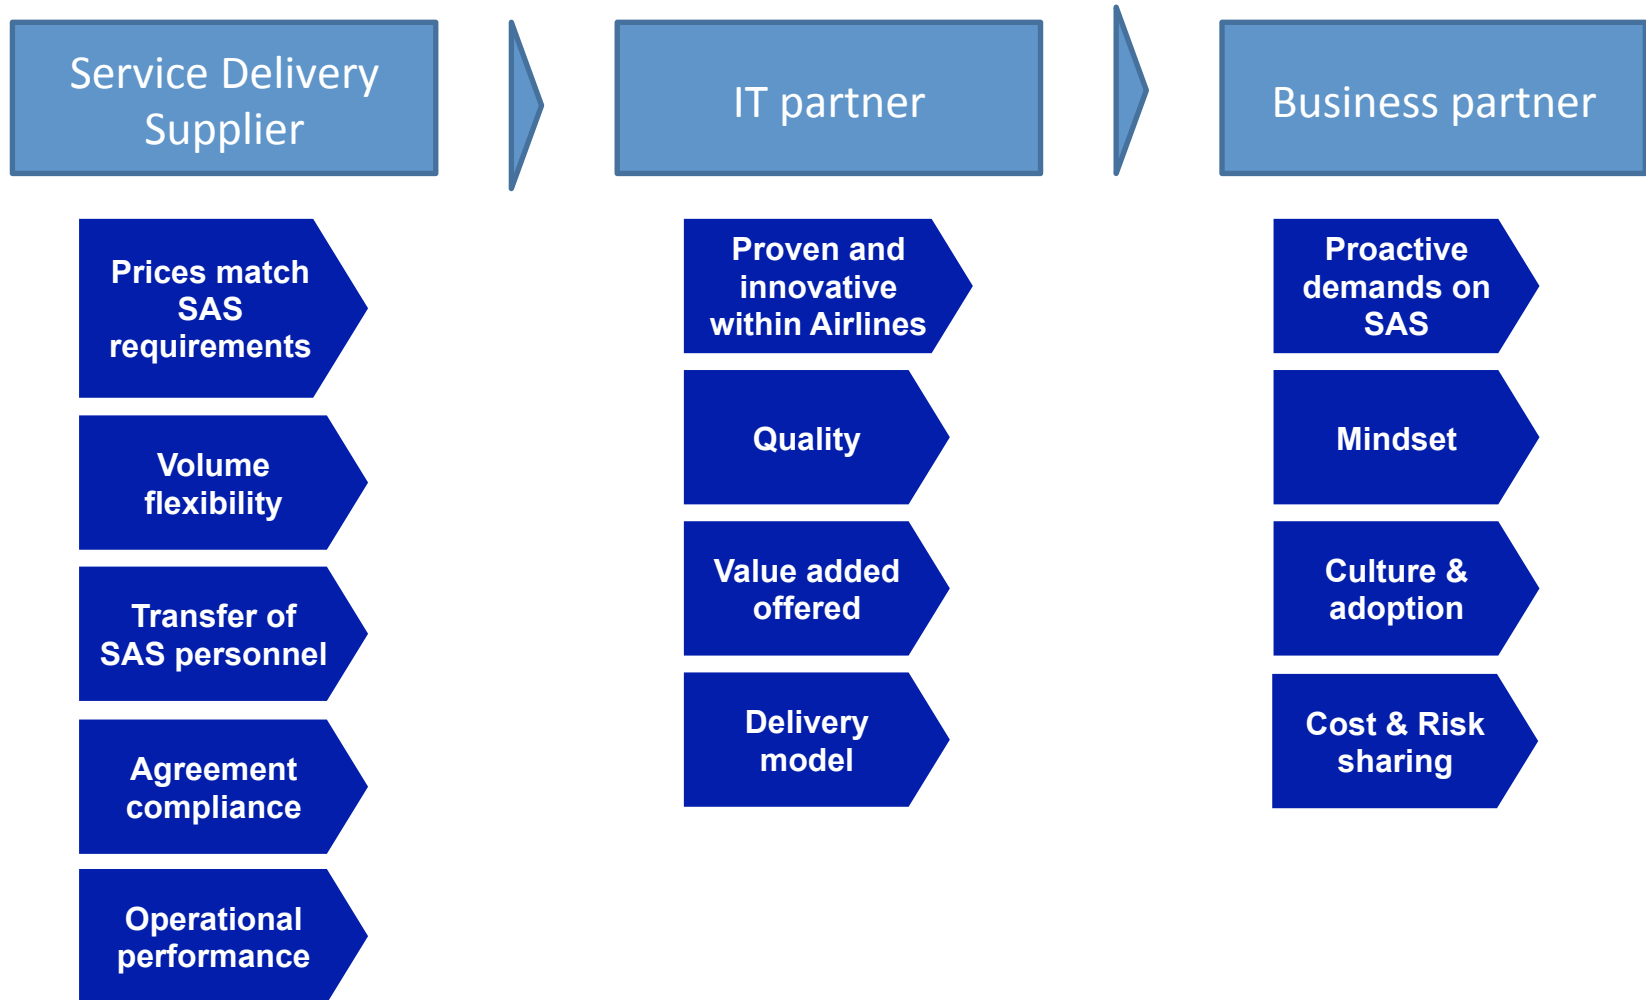 Service Delivery
Supplier
IT partner
Business partner
Prices match
SAS
requirements
Volume
flexibility
Transfer of
SAS personnel
Agreement
compliance
Operational
performance
Proven and
innovative
within Airlines
Quality
Value added
offered
Delivery
model
Proactive
demands on
SAS
Mindset
Culture &
adoption
Cost & Risk
sharing